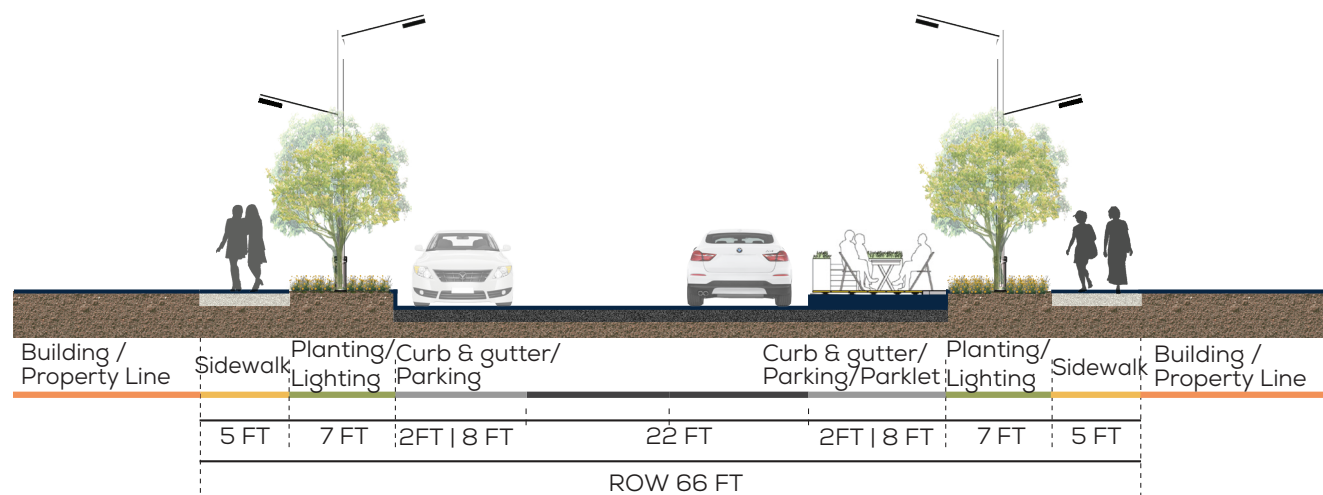 Building /
Property Line
Sidewalk
Planting/
Lighting
Curb & gutter/
Parking
Curb & gutter/
Parking/Parklet
Planting/
Lighting
Sidewalk
Building /
Property Line
5 FT
7 FT
2FT | 8 FT
22 FT
2FT | 8 FT
7 FT
5 FT
ROW 66 FT